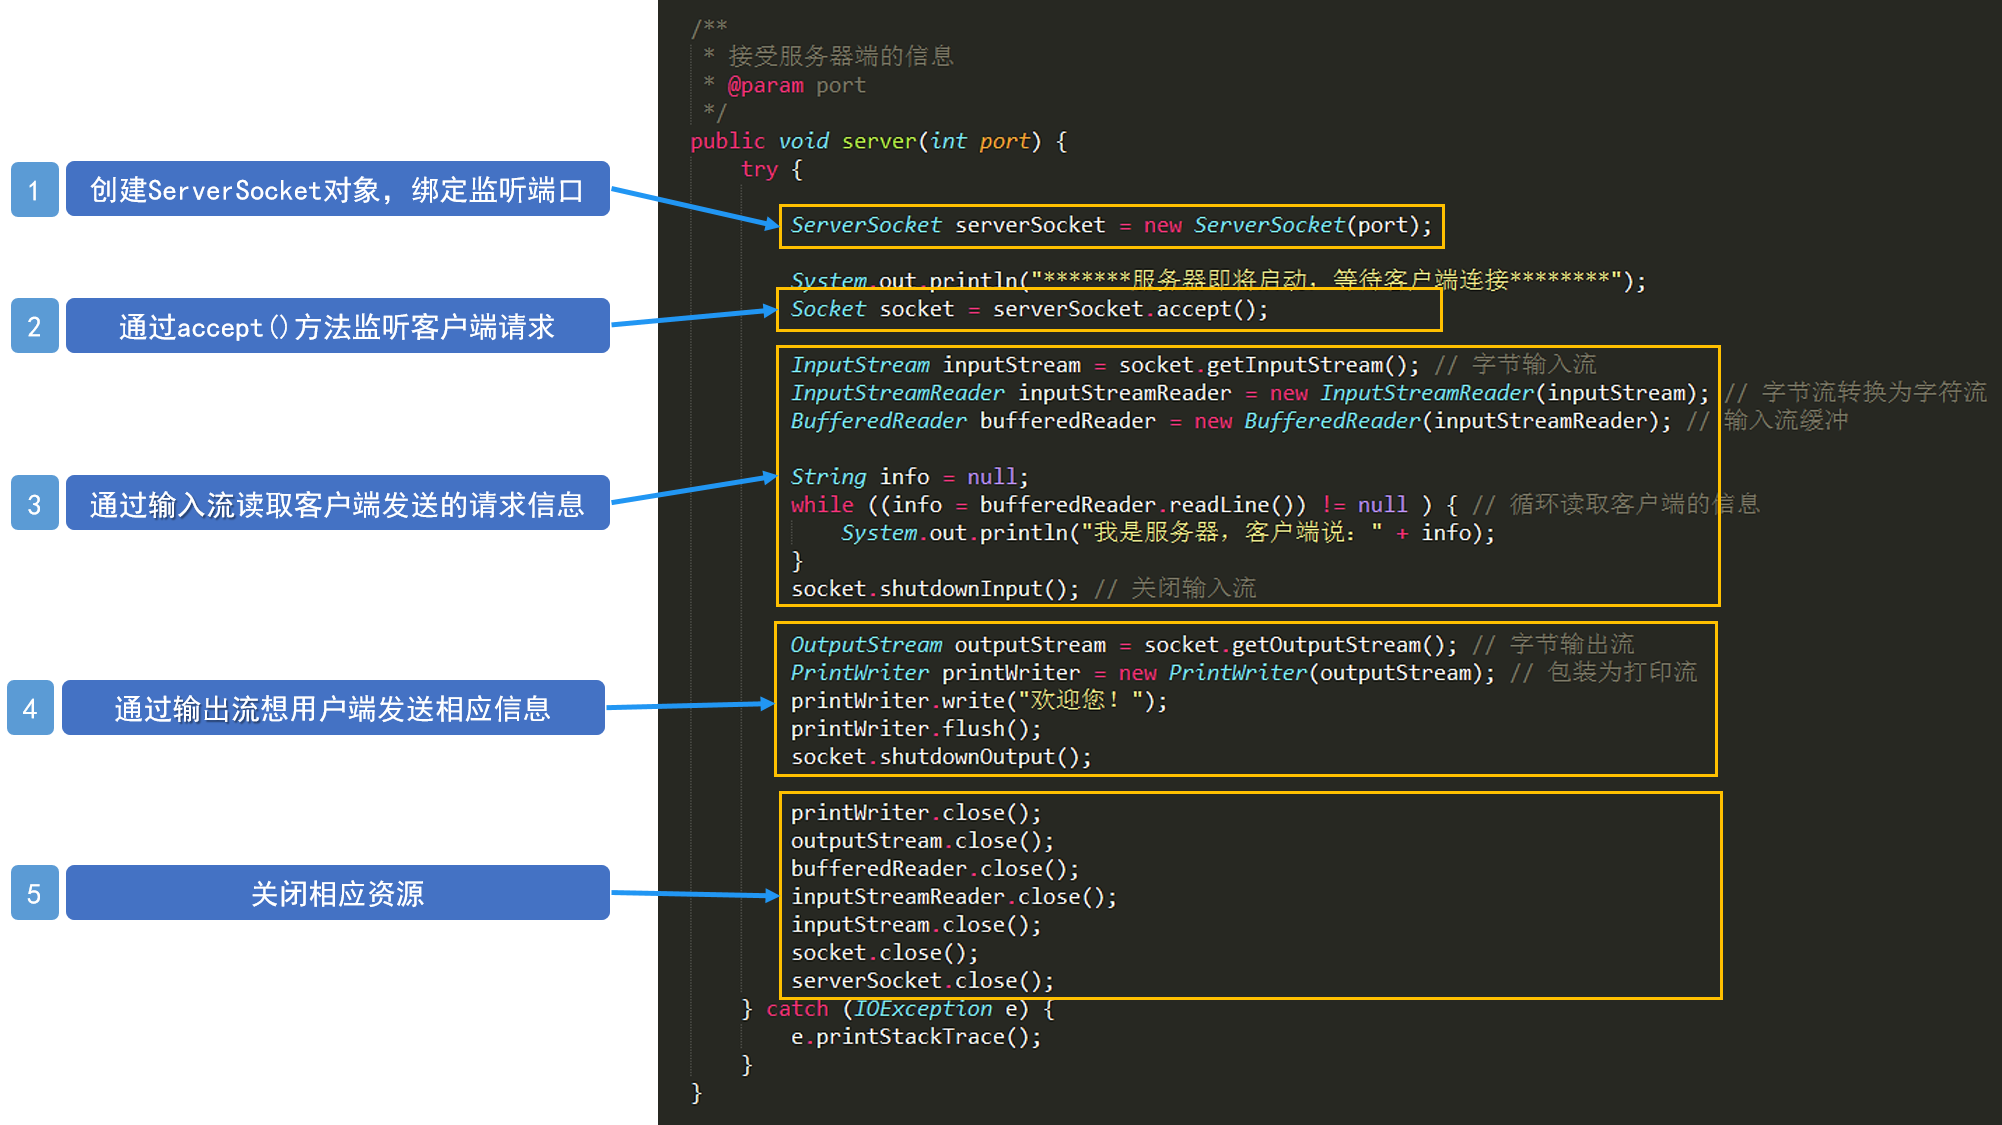 1
创建ServerSocket对象，绑定监听端口
2
通过accept()方法监听客户端请求
3
通过输入流读取客户端发送的请求信息
4
通过输出流想用户端发送相应信息
5
关闭相应资源
/**
 * 接受服务器端的信息
 * @param port
 */
public void server(int port) {
    try {
        ServerSocket serverSocket = new ServerSocket(port);
        System.out.println("*******服务器即将启动，等待客户端连接********");
        Socket socket = serverSocket.accept();
        InputStream inputStream = socket.getInputStream(); // 字节输入流
        InputStreamReader inputStreamReader = new InputStreamReader(inputStream); // 字节流转换为字符流
        BufferedReader bufferedReader = new BufferedReader(inputStreamReader); // 输入流缓冲
        String info = null;
        while ((info = bufferedReader.readLine()) != null ) { // 循环读取客户端的信息
            System.out.println("我是服务器，客户端说：" + info);
        }
        socket.shutdownInput(); // 关闭输入流
        OutputStream outputStream = socket.getOutputStream(); // 字节输出流
        PrintWriter printWriter = new PrintWriter(outputStream); // 包装为打印流
        printWriter.write("欢迎您！");
        printWriter.flush();
        socket.shutdownOutput();
        printWriter.close();
        outputStream.close();
        bufferedReader.close();
        inputStreamReader.close();
        inputStream.close();
        socket.close();
        serverSocket.close();
    } catch (IOException e) {
        e.printStackTrace();
    }
}